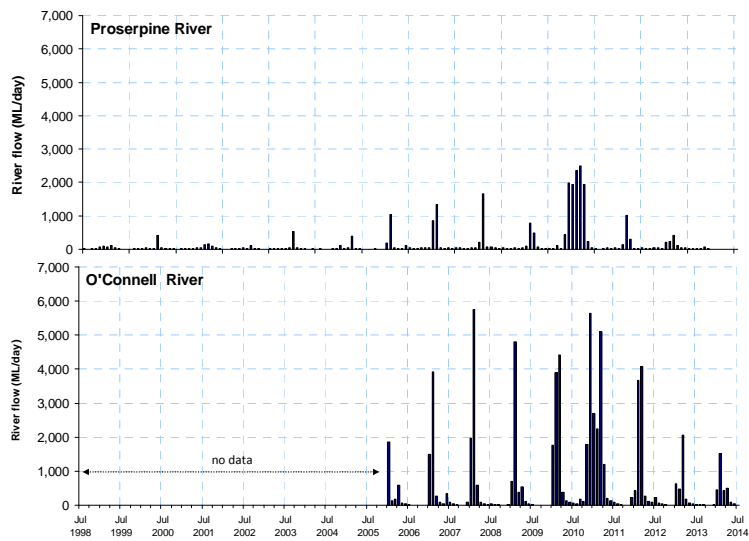 7,000
Proserpine River
6,000
5,000
4,000
3,000
2,000
1,000
0
River flow (ML/day)
7,000
O'Connell River
6,000
5,000
4,000
3,000
2,000
1,000
0
River flow (ML/day)
no data
Jul Jul Jul Jul Jul Jul Jul Jul Jul Jul Jul Jul Jul Jul Jul Jul Jul
1998 1999 2000 2001 2002 2003 2004 2005 2006 2007 2008 2009 2010 2011 2012 2013 2014